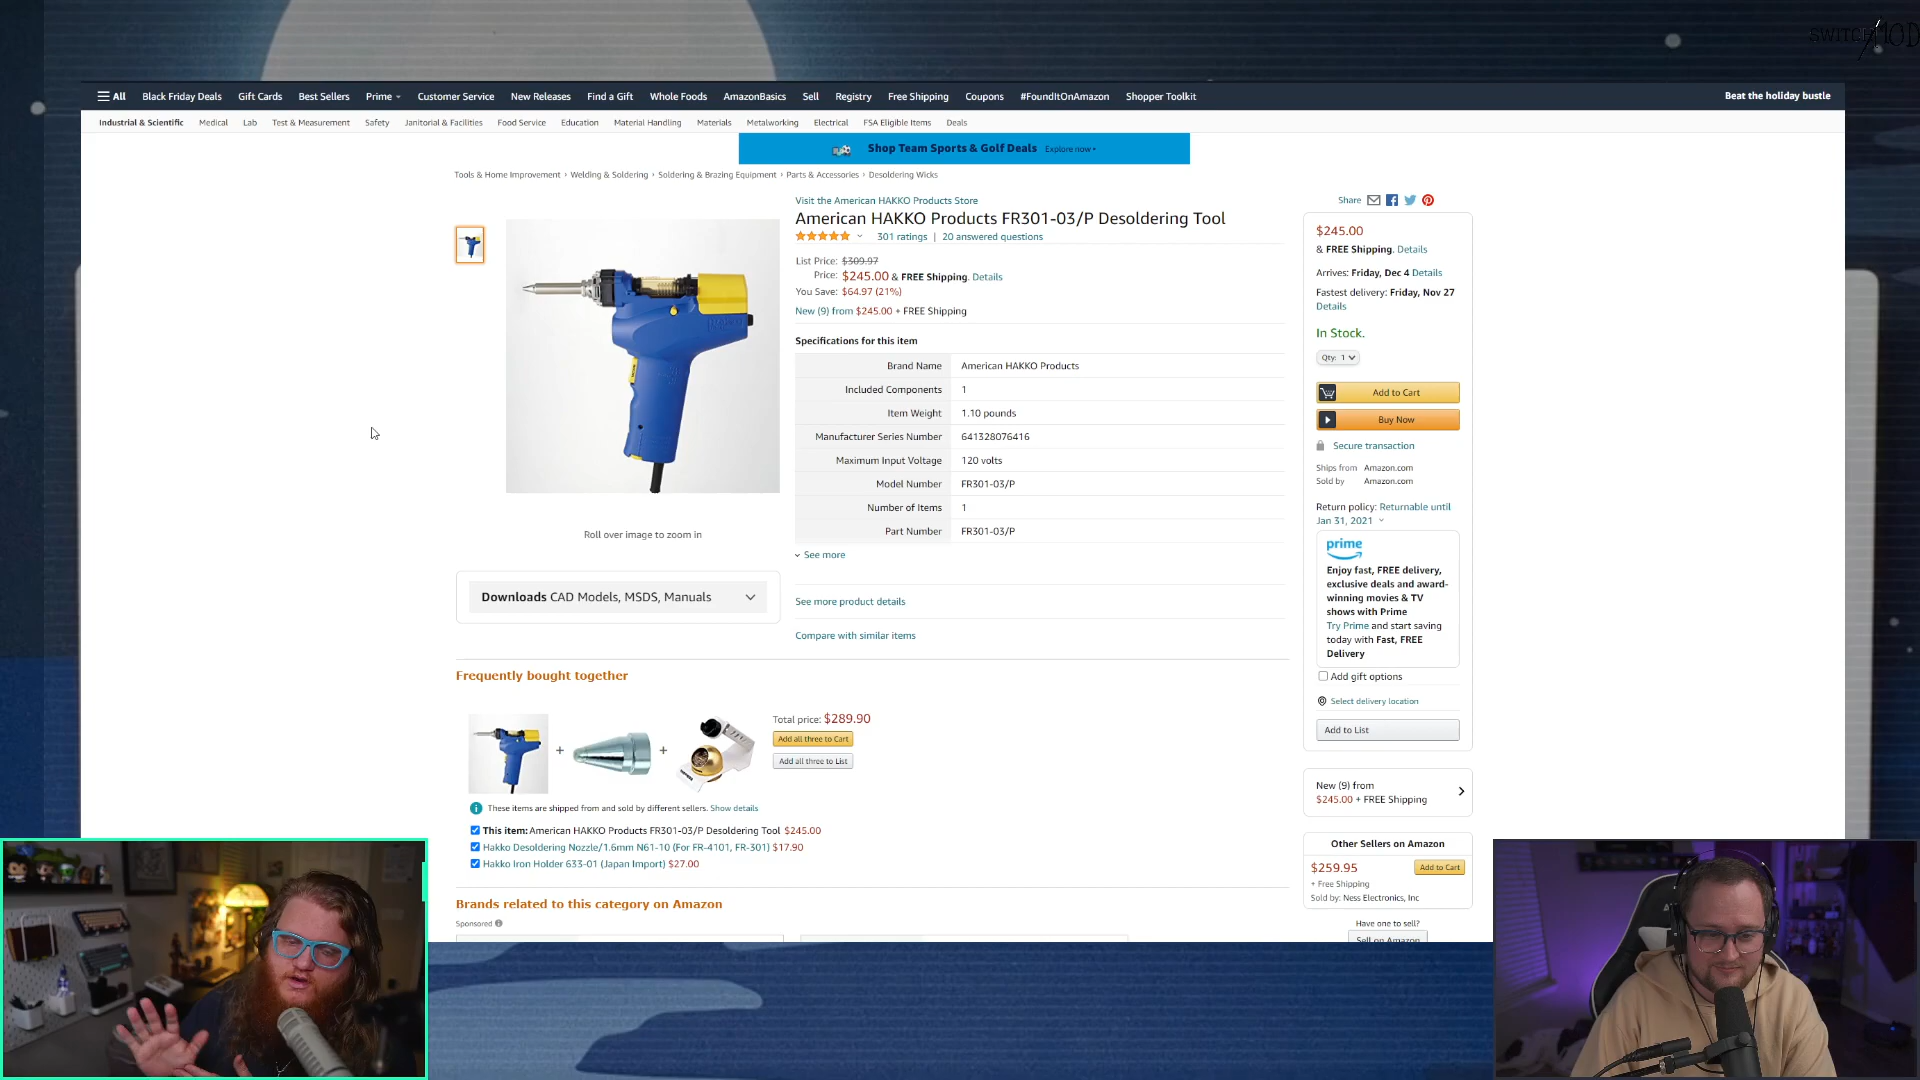 SWITCH MOD
All Black Friday Deals Gift Cards Best Sellers Prime Customer Service New Releases Find a Gift Whole Foods AmazonBasics Sell Registry Free Shipping Coupons #FoundItOnAmazon Shopper Toolkit Beat the holiday bustle
Industrial & Scientific Medical Lab Test & Measurement Safety Janitorial & Facilities Food Service Education Material Handling Materials Metalworking Electrical FSA Eligible Items Deals
Shop Team Sports & Golf Deals Explore now ▸
Tools & Home Improvement › Welding & Soldering › Soldering & Brazing Equipment › Parts & Accessories › Desoldering Wicks
Roll over image to zoom in
Downloads CAD Models, MSDS, Manuals
Visit the American HAKKO Products Store
American HAKKO Products FR301-03/P Desoldering Tool
301 ratings | 20 answered questions
List Price: $309.97
Price: $245.00 & FREE Shipping. Details
You Save: $64.97 (21%)
New (9) from $245.00 + FREE Shipping
Specifications for this item
Brand Name American HAKKO Products
Included Components 1
Item Weight 1.10 pounds
Manufacturer Series Number 641328076416
Maximum Input Voltage 120 volts
Model Number FR301-03/P
Number of Items 1
Part Number FR301-03/P
See more
See more product details
Compare with similar items
Share
$245.00
& FREE Shipping. Details
Arrives: Friday, Dec 4 Details
Fastest delivery: Friday, Nov 27
Details
In Stock.
Qty: 1
Add to Cart
Buy Now
Secure transaction
Ships from Amazon.com
Sold by Amazon.com
Return policy: Returnable until
Jan 31, 2021
prime
Enjoy fast, FREE delivery,
exclusive deals and award-
winning movies & TV
shows with Prime
Try Prime and start saving
today with Fast, FREE
Delivery
Add gift options
Select delivery location
Add to List
New (9) from
$245.00 + FREE Shipping
Other Sellers on Amazon
$259.95 Add to Cart
+ Free Shipping
Sold by: Ness Electronics, Inc
Have one to sell?
Sell on Amazon
Frequently bought together
+ +
Total price: $289.90
Add all three to Cart
Add all three to List
These items are shipped from and sold by different sellers. Show details
This item: American HAKKO Products FR301-03/P Desoldering Tool $245.00
Hakko Desoldering Nozzle/1.6mm N61-10 (For FR-4101, FR-301) $17.90
Hakko Iron Holder 633-01 (Japan Import) $27.00
Brands related to this category on Amazon
Sponsored